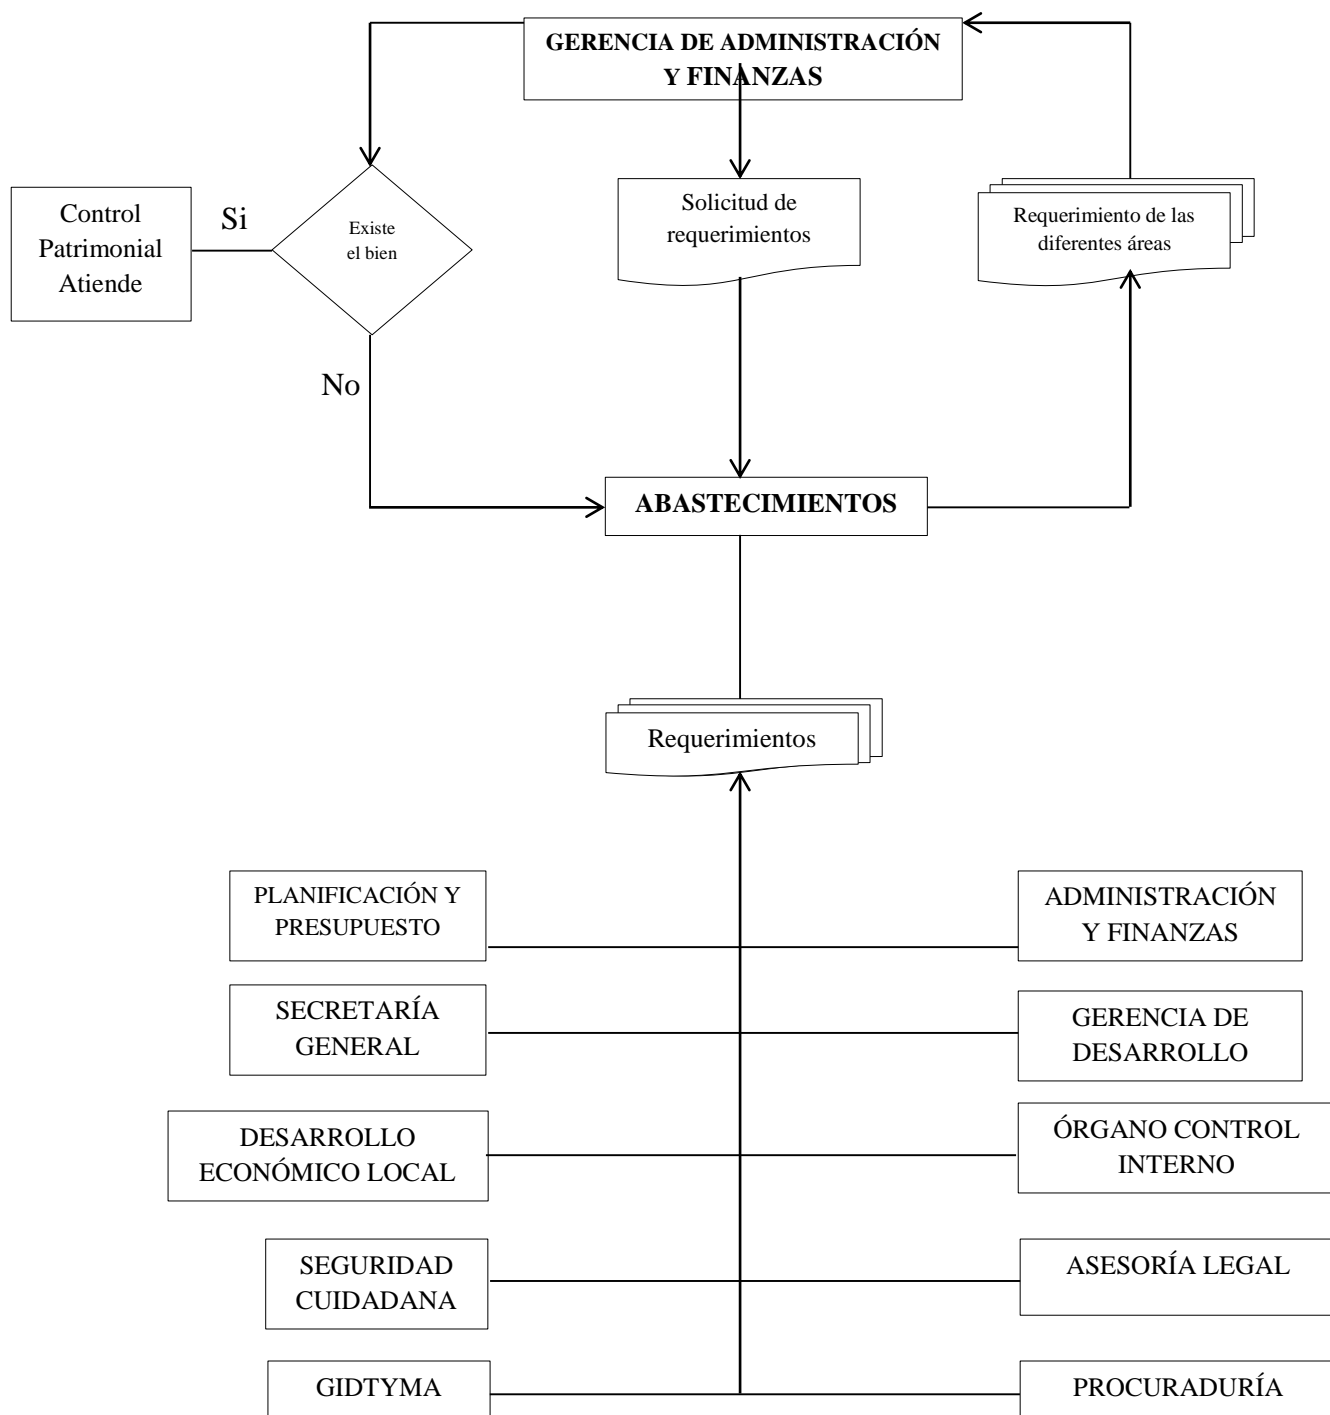 GERENCIA DE ADMINISTRACIÓN
Y FINANZAS
Control
Patrimonial
Atiende
Si
Existe
el bien
Solicitud de
requerimientos
Requerimiento de las
diferentes áreas
No
ABASTECIMIENTOS
Requerimientos
PLANIFICACIÓN Y
PRESUPUESTO
ADMINISTRACIÓN
Y FINANZAS
SECRETARÍA
GENERAL
GERENCIA DE
DESARROLLO
DESARROLLO
ECONÓMICO LOCAL
ÓRGANO CONTROL
INTERNO
SEGURIDAD
CUIDADANA
ASESORÍA LEGAL
GIDTYMA
PROCURADURÍA